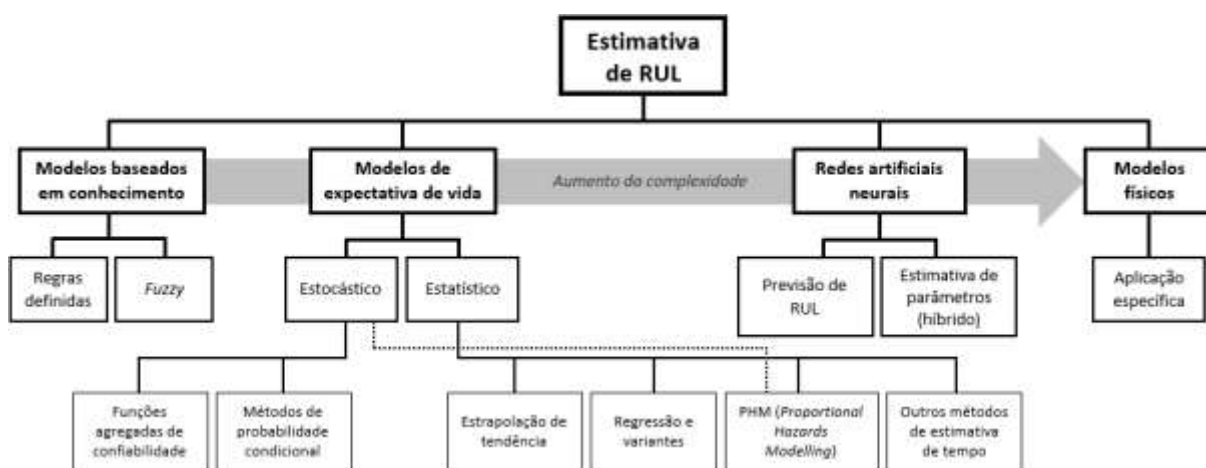 Estimativa
de RUL
Modelos baseados
em conhecimento
Modelos de
expectativa de vida
Aumento da complexidade
Redes artificiais
neurais
Modelos
físicos
Regras
definidas
Fuzzy
Estocástico
Estatístico
Previsão de
RUL
Estimativa de
parâmetros
(híbrido)
Aplicação
específica
Funções
agregadas de
confiabilidade
Métodos de
probabilidade
condicional
Estrapolação de
tendência
Regressão e
variantes
PHM (Proportional
Hazards
Modelling)
Outros métodos
de estimativa
de tempo